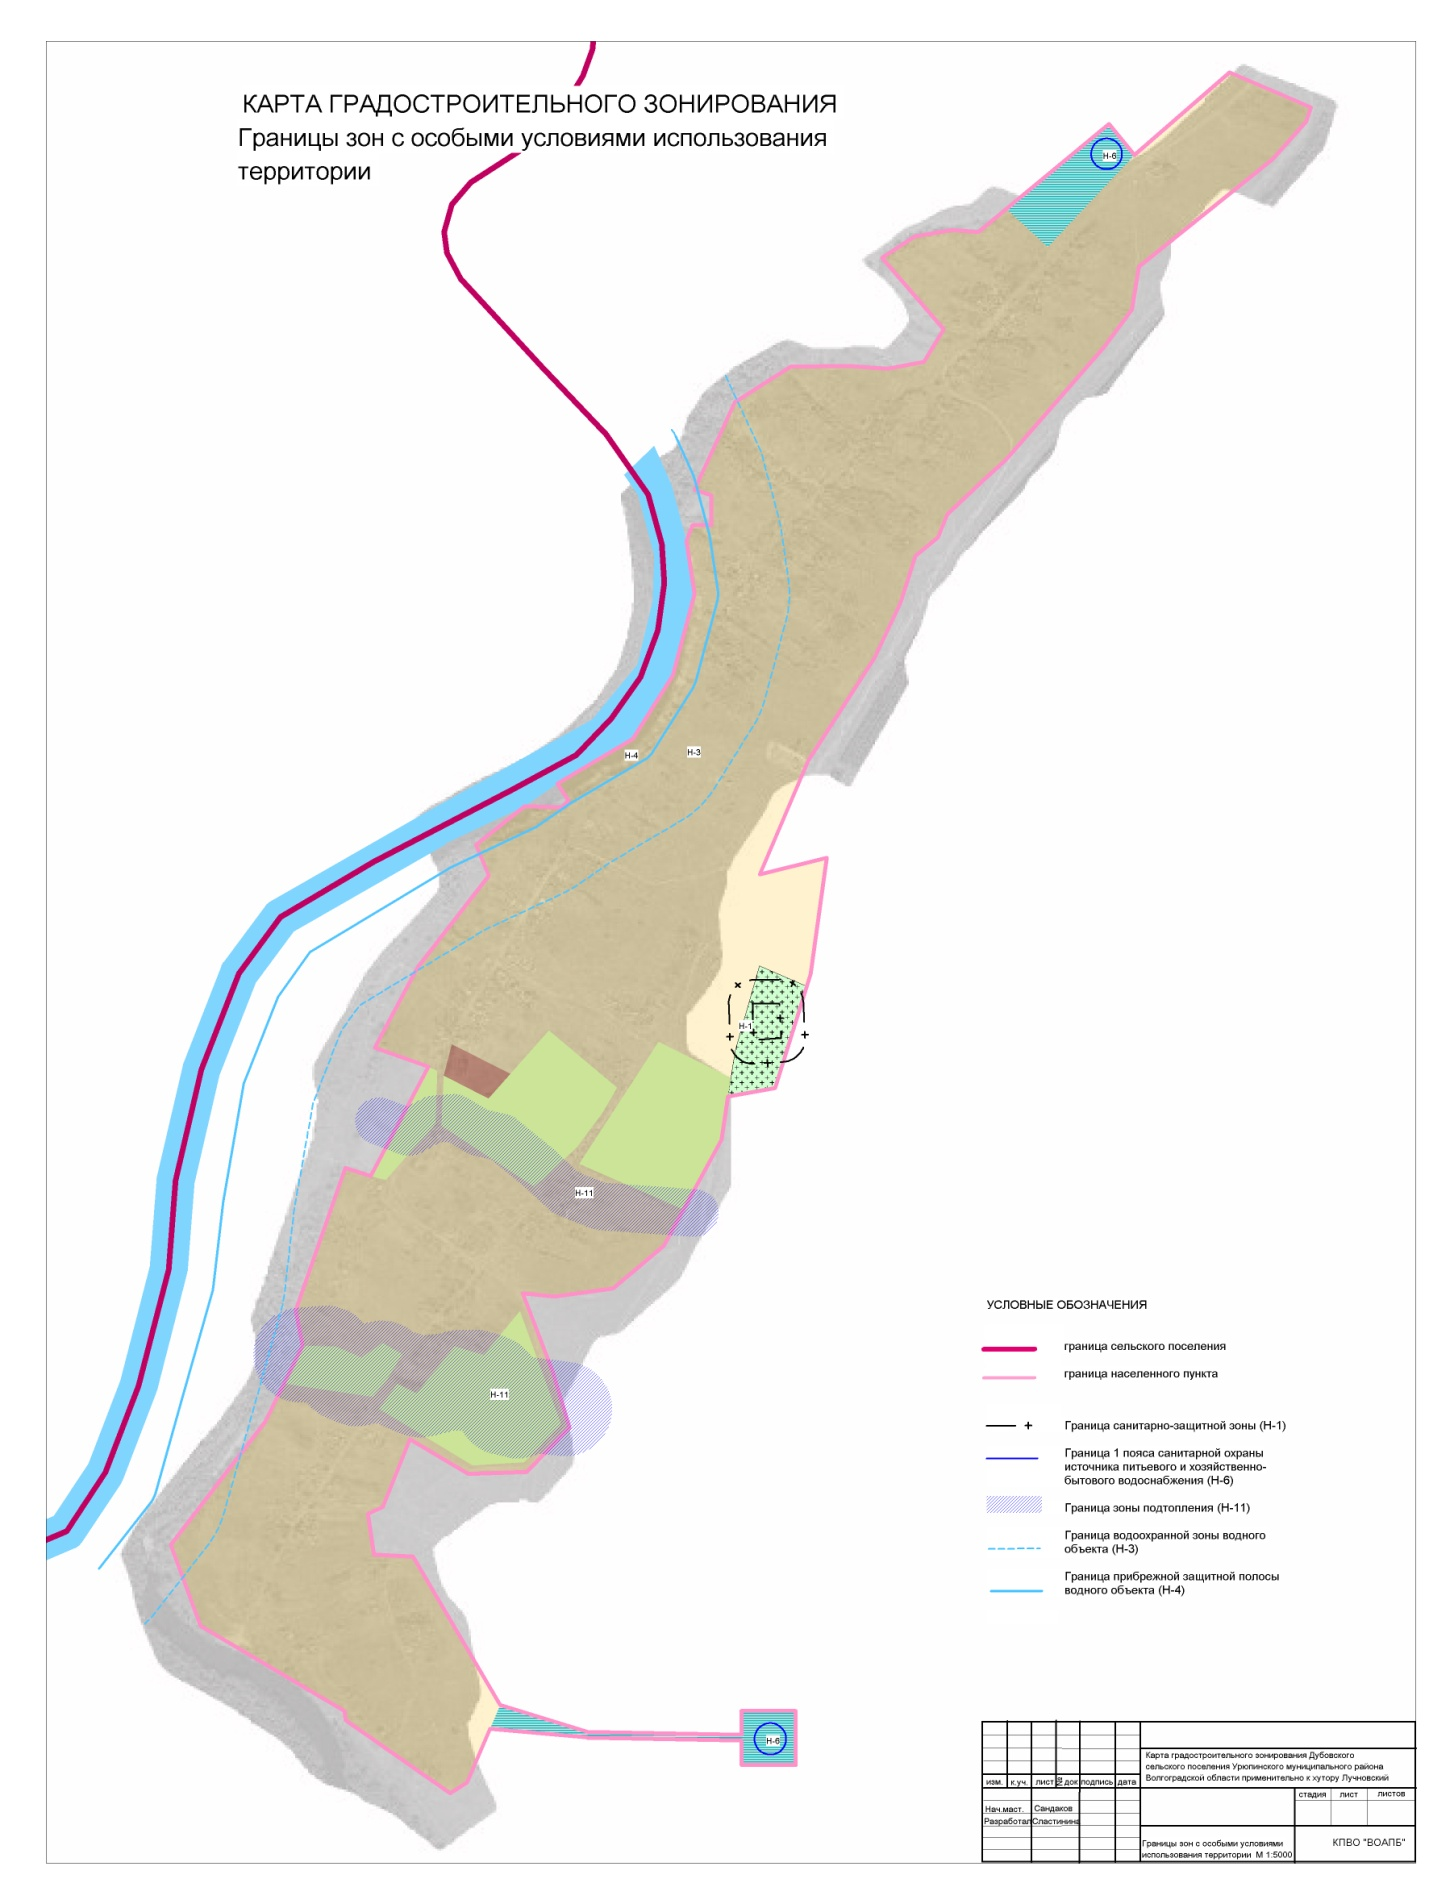 КАРТА ГРАДОСТРОИТЕЛЬНОГО ЗОНИРОВАНИЯ
Границы зон с особыми условиями использования
территории
Н-6
Н-4
Н-3
Н-1
Н-11
Н-11
Н-6
УСЛОВНЫЕ ОБОЗНАЧЕНИЯ
граница сельского поселения
граница населенного пункта
Граница санитарно-защитной зоны (Н-1)
Граница 1 пояса санитарной охраны
источника питьевого и хозяйственно-
бытового водоснабжения (Н-6)
Граница зоны подтопления (Н-11)
Граница водоохранной зоны водного
объекта (Н-3)
Граница прибрежной защитной полосы
водного объекта (Н-4)
Карта градостроительного зонирования Дубовского
сельского поселения Урюпинского муниципального района
Волгоградской области применительно к хутору Лучновский
изм. к.уч. лист № док подпись дата
стадия лист листов
Нач.маст. Сандаков
Разработал Сластинина
Границы зон с особыми условиями
использования территории М 1:5000
КПВО "ВОАПБ"